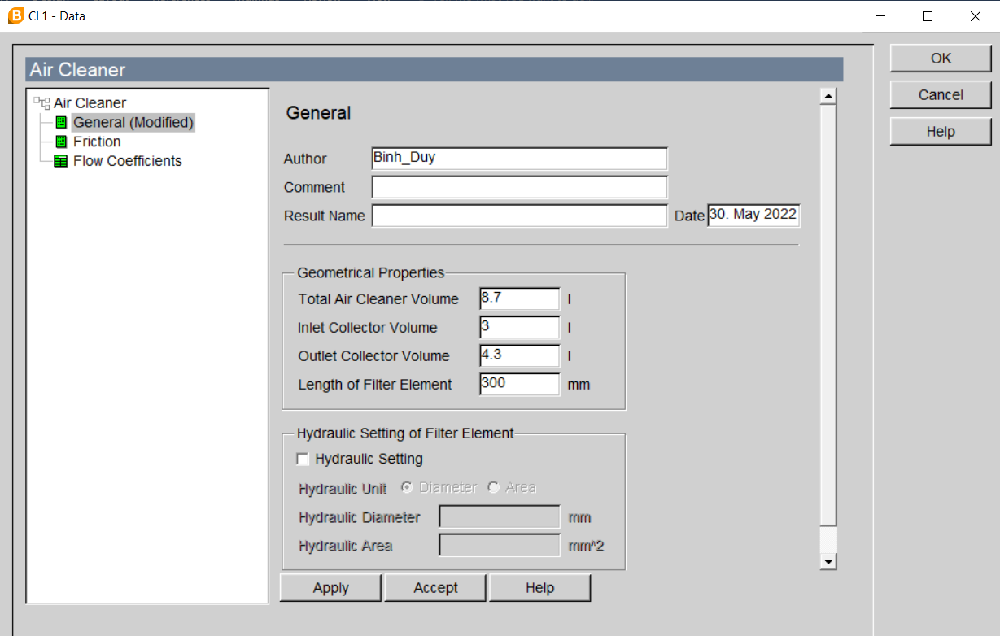 CL1 - Data
OK
Air Cleaner
Cancel
Help
Air Cleaner
General (Modified)
Friction
Flow Coefficients
General
Author Binh_Duy
Comment
Result Name Date 30. May 2022
Geometrical Properties
Total Air Cleaner Volume 8.7 l
Inlet Collector Volume 3 l
Outlet Collector Volume 4.3 l
Length of Filter Element 300 mm
Hydraulic Setting of Filter Element
Hydraulic Setting
Hydraulic Unit Diameter Area
Hydraulic Diameter mm
Hydraulic Area mm^2
Apply Accept Help